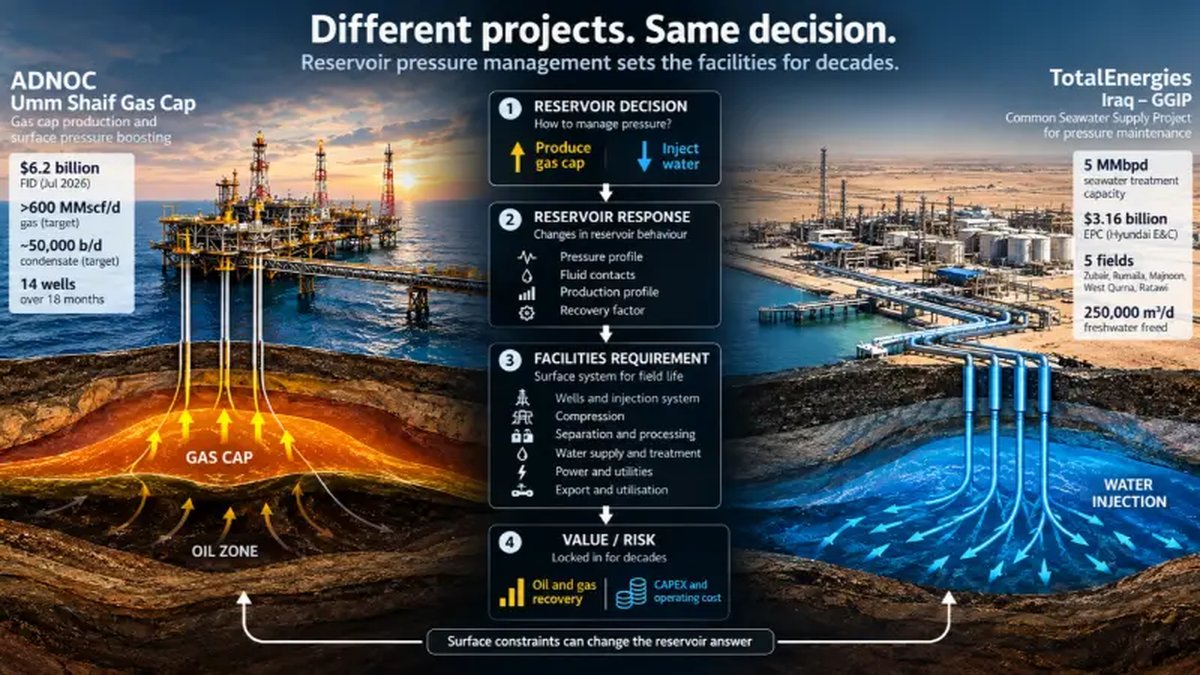 Different projects. Same decision.
Reservoir pressure management sets the facilities for decades.
ADNOC
Umm Shaif Gas Cap
Gas cap production and
surface pressure boosting
$6.2 billion
FID (Jul 2026)
>600 MMscf/d
gas (target)
~50,000 b/d
condensate (target)
14 wells
over 18 months
GAS CAP
OIL ZONE
1 RESERVOIR DECISION
How to manage pressure?
Produce
gas cap
Inject
water
2 RESERVOIR RESPONSE
Changes in reservoir behaviour
Pressure profile
Fluid contacts
Production profile
Recovery factor
3 FACILITIES REQUIREMENT
Surface system for field life
Wells and injection system
Compression
Separation and processing
Water supply and treatment
Power and utilities
Export and utilisation
4 VALUE / RISK
Locked in for decades
Oil and gas
recovery
CAPEX and
operating cost
TotalEnergies
Iraq – GGIP
Common Seawater Supply Project
for pressure maintenance
5 MMbpd
seawater treatment
capacity
$3.16 billion
EPC (Hyundai E&C)
5 fields
Zubair, Rumaila, Majnoon,
West Qurna, Ratawi
250,000 m³/d
freshwater freed
WATER
INJECTION
Surface constraints can change the reservoir answer